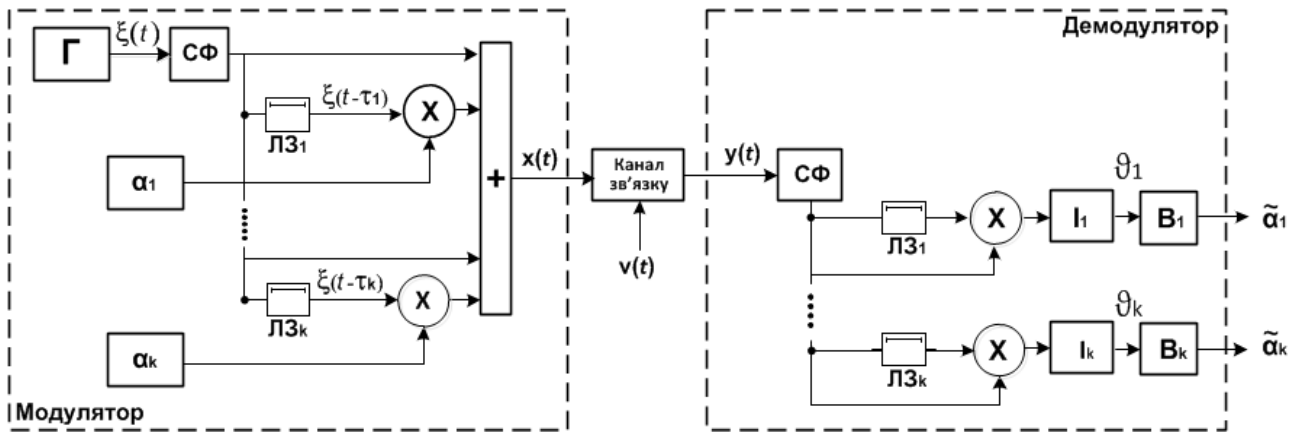 Демодулятор
Г
ξ(t)
СФ
ξ(t-τ1)
X
ЛЗ1
α1
x(t)
+
Канал
зв'язку
y(t)
СФ
ϑ1
X
I1
B1
α̃1
ЛЗ1
v(t)
ξ(t-τk)
X
ЛЗk
αk
ϑk
X
Ik
Bk
α̃k
ЛЗk
Модулятор